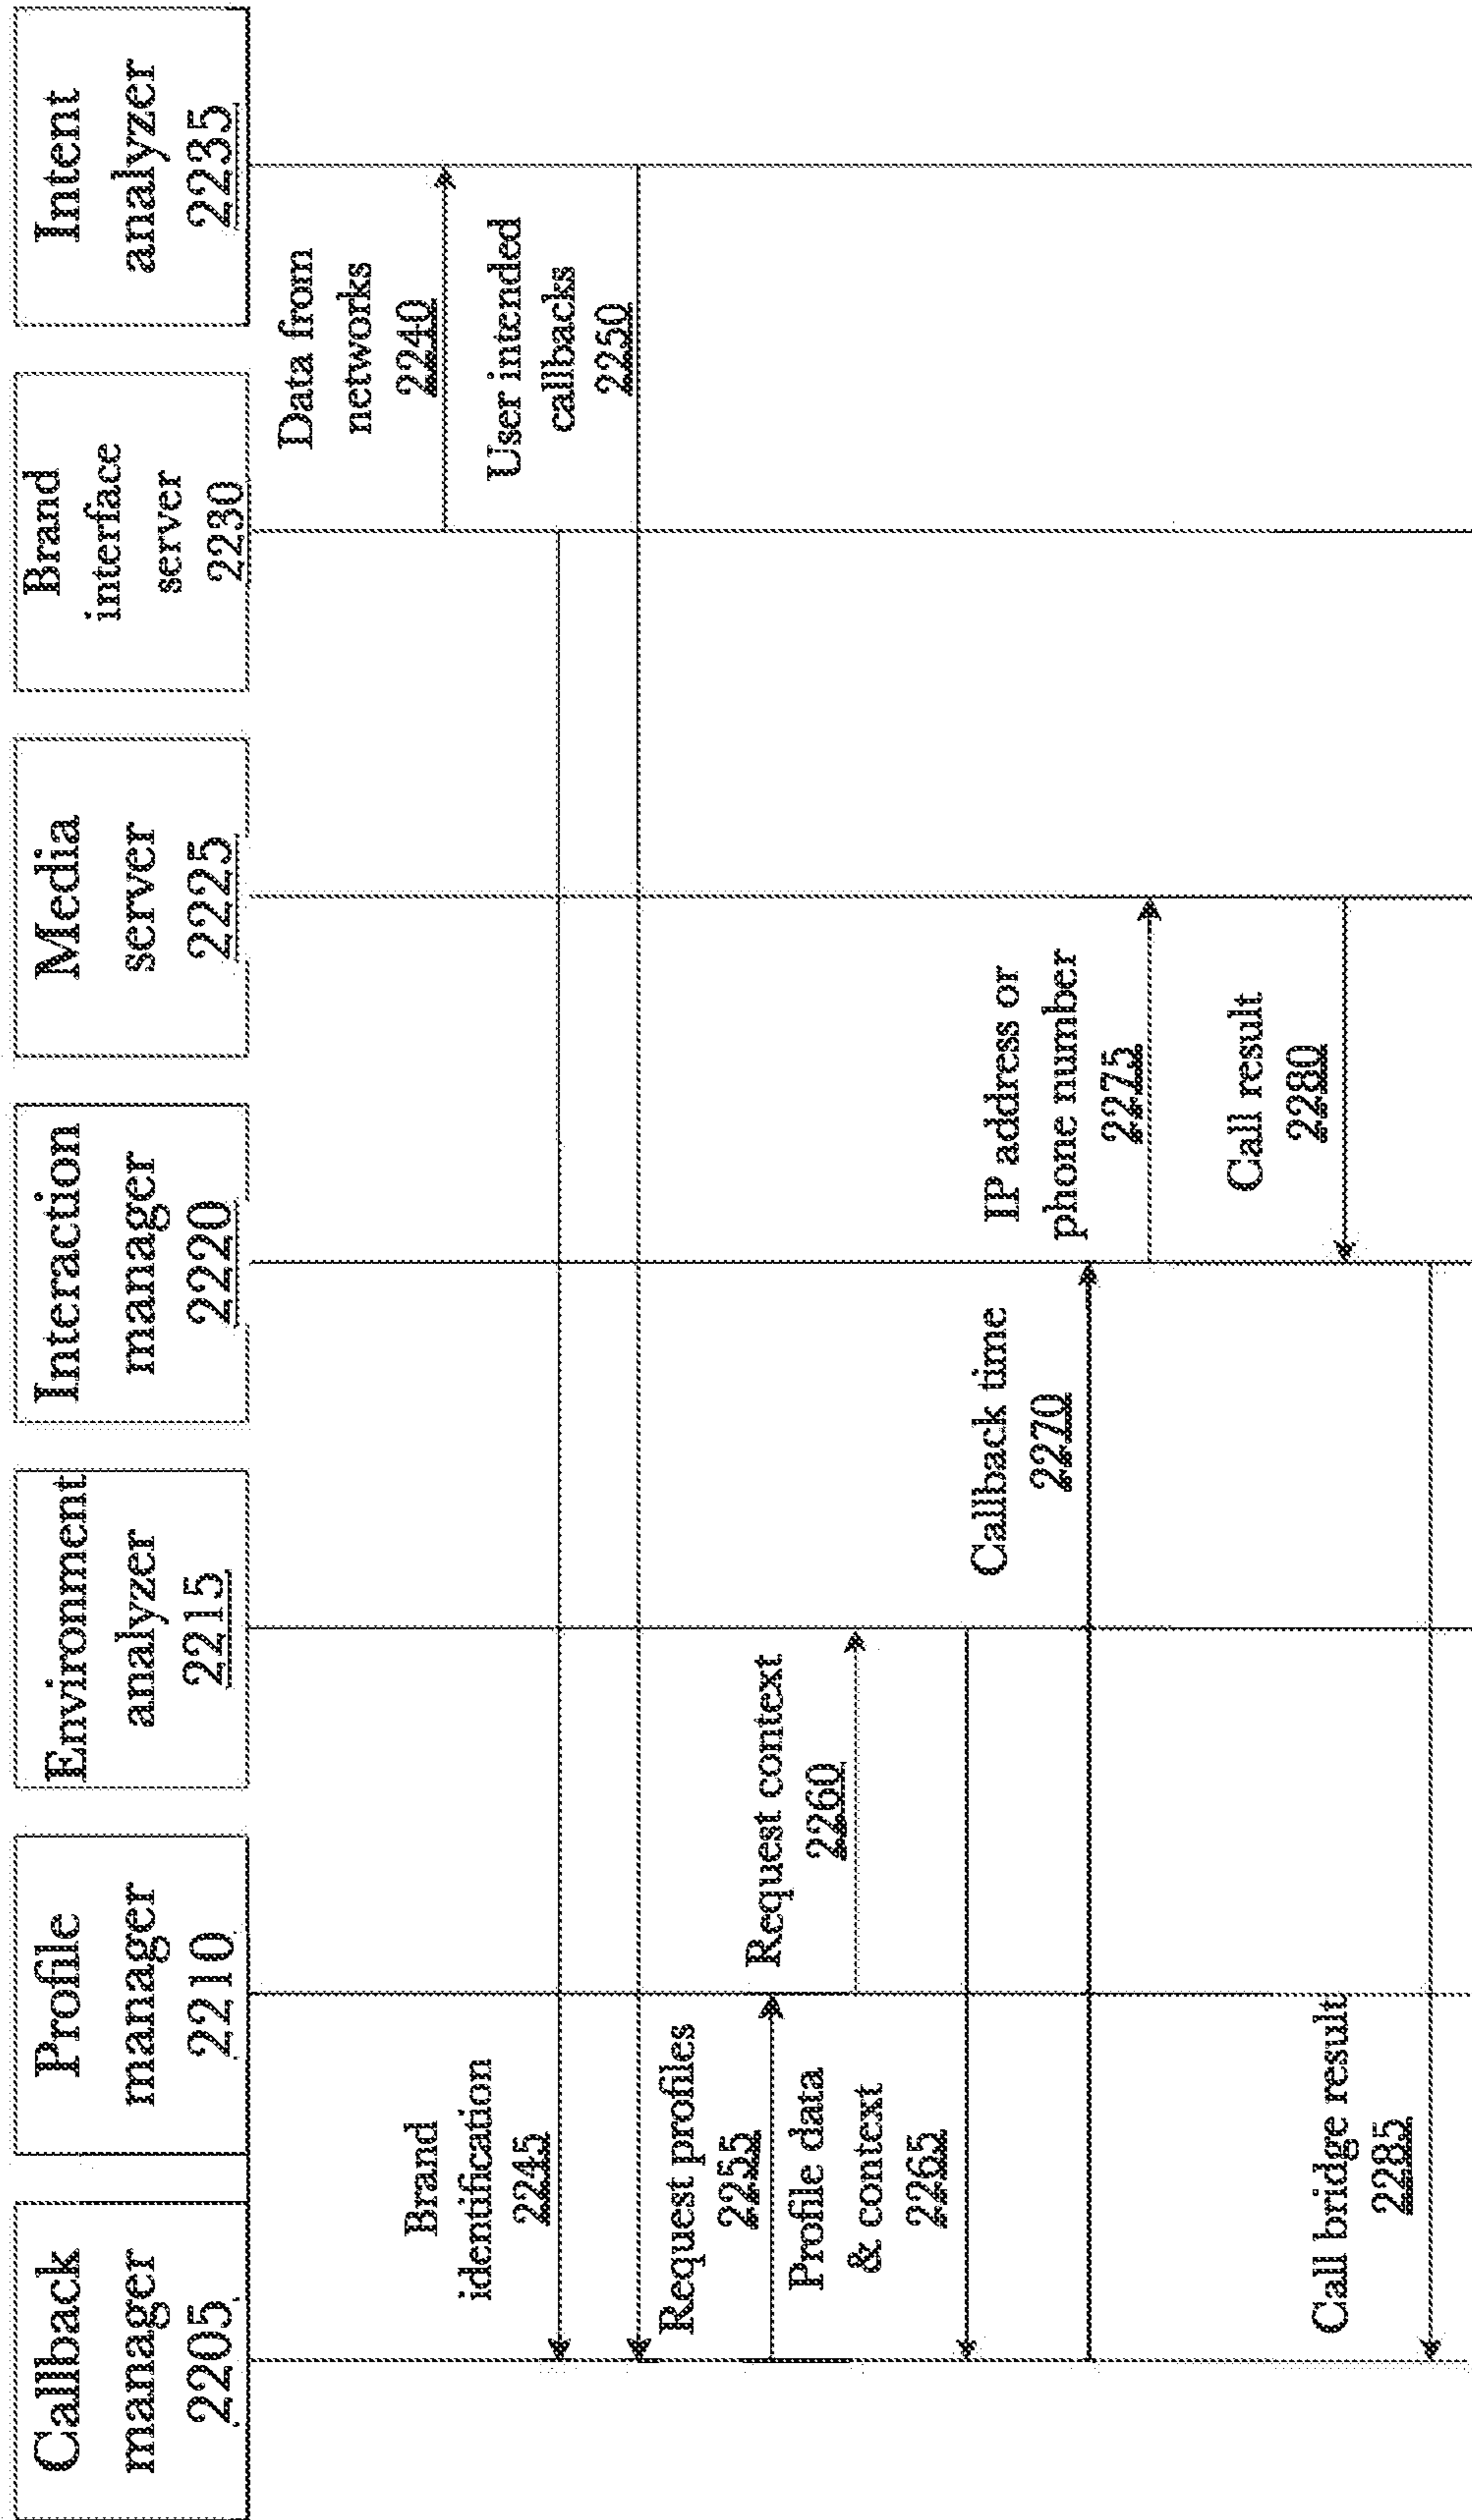 Callback
manager
2205
Profile
manager
2210
Environment
analyzer
2215
Interaction
manager
2220
Media
server
2225
Brand
interface
server
2230
Intent
analyzer
2235
Data from
networks
2240
Brand
identification
2245
User intended
callbacks
2250
Request profiles
2255
Request context
2260
Profile data
& context
2265
Callback time
2270
IP address or
phone number
2275
Call result
2280
Call bridge result
2285